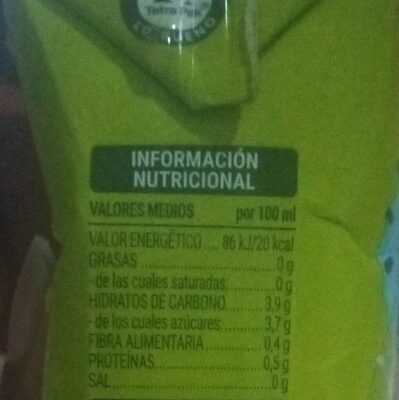 Tetra Pak
INFORMACIÓN
NUTRICIONAL
VALORES MEDIOS por 100 ml
VALOR ENERGÉTICO .... 86 kJ/20 kcal
GRASAS ........................ 0 g
- de las cuales saturadas: ........ 0 g
HIDRATOS DE CARBONO...... 3,9 g
- de los cuales azúcares: ........ 3,7 g
FIBRA ALIMENTARIA ........... 0,4 g
PROTEÍNAS ..................... 0,5 g
SAL .............................. 0 g